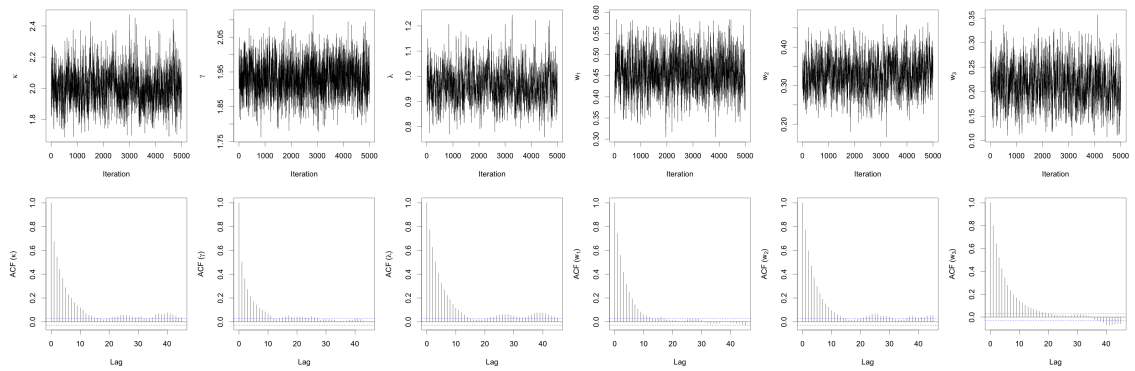 κ
1.8 2.0 2.2 2.4
0 1000 2000 3000 4000 5000
Iteration
γ
1.75 1.85 1.95 2.05
0 1000 2000 3000 4000 5000
Iteration
λ
0.8 0.9 1.0 1.1 1.2
0 1000 2000 3000 4000 5000
Iteration
w₁
0.30 0.35 0.40 0.45 0.50 0.55 0.60
0 1000 2000 3000 4000 5000
Iteration
w₂
0.20 0.30 0.40
0 1000 2000 3000 4000 5000
Iteration
w₃
0.10 0.15 0.20 0.25 0.30 0.35
0 1000 2000 3000 4000 5000
Iteration
ACF (κ)
0.0 0.2 0.4 0.6 0.8 1.0
0 10 20 30 40
Lag
ACF (γ)
0.0 0.2 0.4 0.6 0.8 1.0
0 10 20 30 40
Lag
ACF (λ)
0.0 0.2 0.4 0.6 0.8 1.0
0 10 20 30 40
Lag
ACF (w₁)
0.0 0.2 0.4 0.6 0.8 1.0
0 10 20 30 40
Lag
ACF (w₂)
0.0 0.2 0.4 0.6 0.8 1.0
0 10 20 30 40
Lag
ACF (w₃)
0.0 0.2 0.4 0.6 0.8 1.0
0 10 20 30 40
Lag